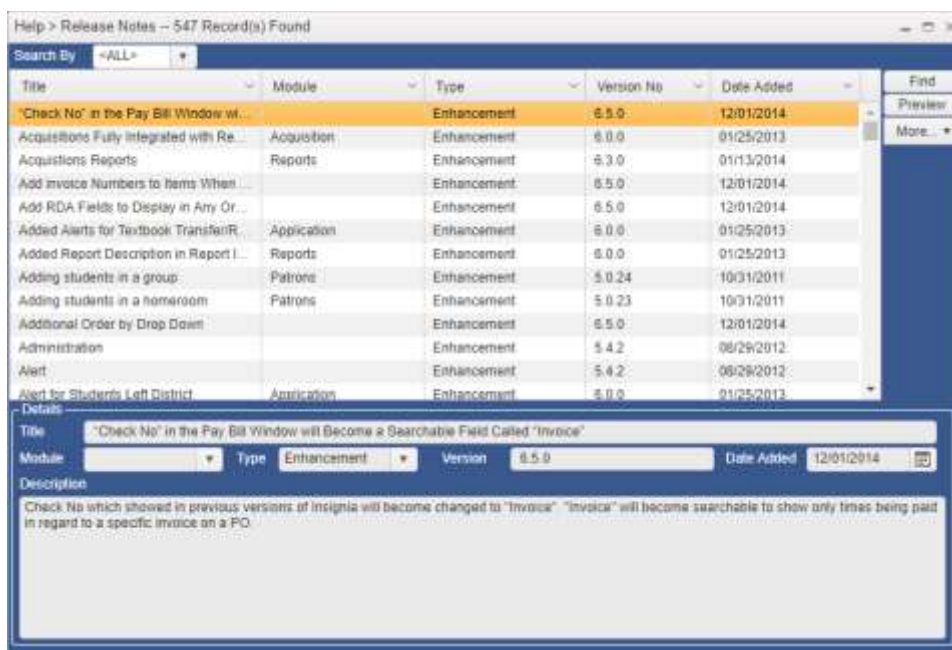 Help > Release Notes -- 547 Record(s) Found
Search By <ALL>
Title Module Type Version No Date Added Find
"Check No" in the Pay Bill Window wi... Enhancement 6.5.0 12/01/2014 Preview
Acquisitions Fully Integrated with Re... Acquisition Enhancement 6.0.0 01/25/2013 More...
Acquistions Reports Reports Enhancement 6.3.0 01/13/2014
Add Invoice Numbers to Items When ... Enhancement 6.5.0 12/01/2014
Add RDA Fields to Display in Any Or... Enhancement 6.5.0 12/01/2014
Added Alerts for Textbook Transfer/R... Application Enhancement 6.0.0 01/25/2013
Added Report Description in Report I... Reports Enhancement 6.0.0 01/25/2013
Adding students in a group Patrons Enhancement 5.0.24 10/31/2011
Adding students in a homeroom Patrons Enhancement 5.0.23 10/31/2011
Additional Order by Drop Down Enhancement 6.5.0 12/01/2014
Administration Enhancement 5.4.2 08/29/2012
Alert Enhancement 5.4.2 08/29/2012
Alert for Students Left District Application Enhancement 6.0.0 01/25/2013
Details
Title "Check No" in the Pay Bill Window will Become a Searchable Field Called "Invoice"
Module Type Enhancement Version 6.5.0 Date Added 12/01/2014
Description
Check No which showed in previous versions of Insignia will become changed to "Invoice". "Invoice" will become searchable to show only times being paid
in regard to a specific invoice on a PO.